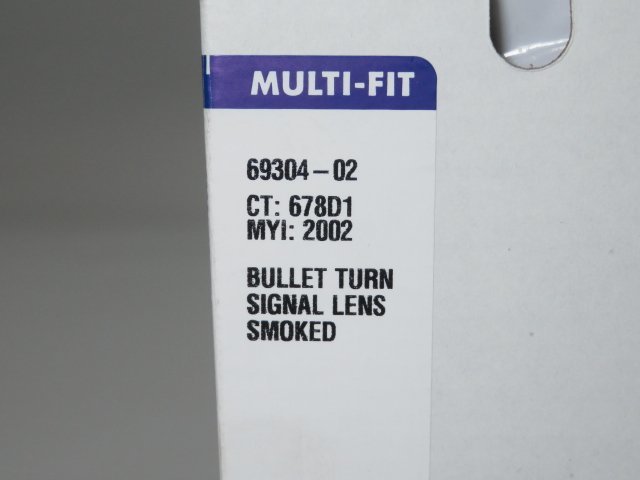 MULTI-FIT
69304-02
CT: 678D1
MYI: 2002
BULLET TURN
SIGNAL LENS
SMOKED